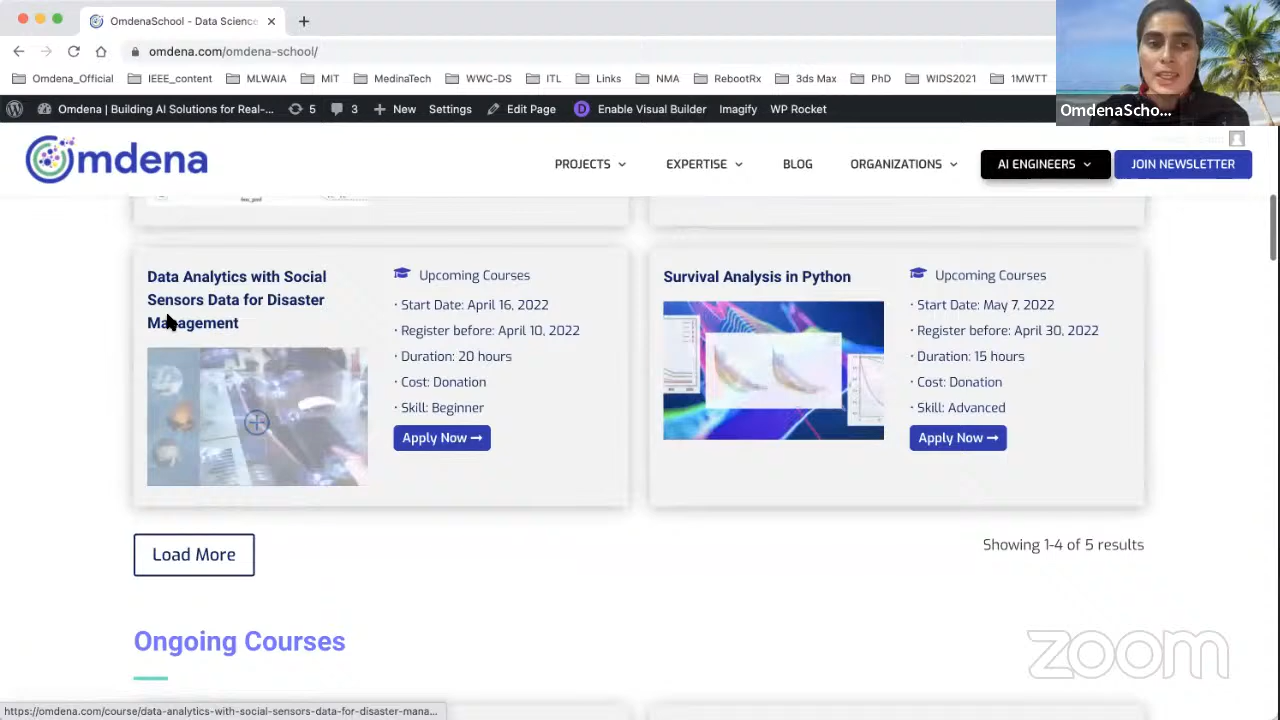 OmdenaSchool - Data Science
omdena.com/omdena-school/
Omdena_Official
IEEE_content
MLWAIA
MIT
MedinaTech
WWC-DS
ITL
Links
NMA
RebootRx
3ds Max
PhD
WIDS2021
1MWTT
Omdena | Building AI Solutions for Real-...
5
3
New
Settings
Edit Page
D
Enable Visual Builder
Imagify
WP Rocket
OmdenaScho...
Omdena
PROJECTS
EXPERTISE
BLOG
ORGANIZATIONS
AI ENGINEERS
JOIN NEWSLETTER
Data Analytics with Social
Sensors Data for Disaster
Management
Upcoming Courses
· Start Date: April 16, 2022
· Register before: April 10, 2022
· Duration: 20 hours
· Cost: Donation
· Skill: Beginner
Apply Now →
Survival Analysis in Python
Upcoming Courses
· Start Date: May 7, 2022
· Register before: April 30, 2022
· Duration: 15 hours
· Cost: Donation
· Skill: Advanced
Apply Now →
Load More
Showing 1-4 of 5 results
Ongoing Courses
zoom
https://omdena.com/course/data-analytics-with-social-sensors-data-for-disaster-mana...